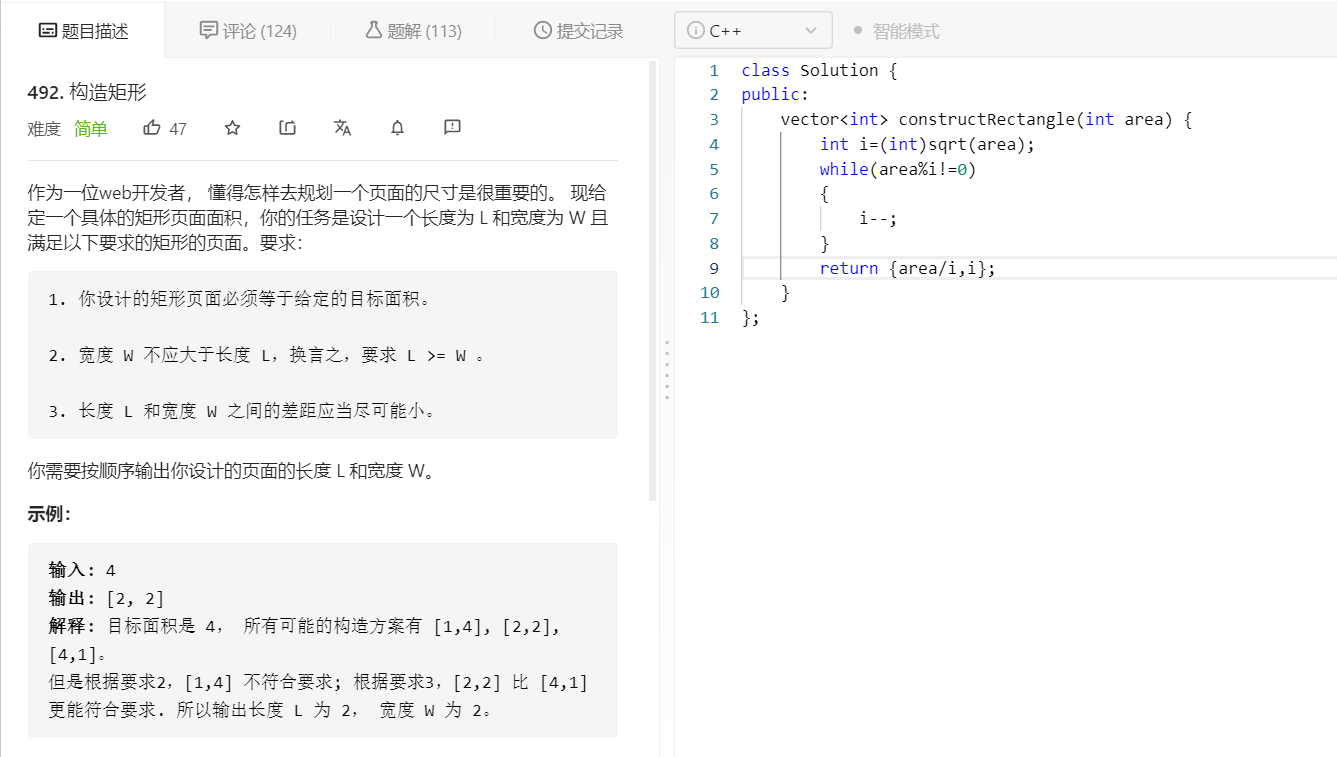 题目描述
评论 (124)
题解 (113)
提交记录
492. 构造矩形
难度 简单 47
作为一位web开发者， 懂得怎样去规划一个页面的尺寸是很重要的。 现给
定一个具体的矩形页面面积，你的任务是设计一个长度为 L 和宽度为 W 且
满足以下要求的矩形的页面。要求：
1. 你设计的矩形页面必须等于给定的目标面积。
2. 宽度 W 不应大于长度 L，换言之，要求 L >= W 。
3. 长度 L 和宽度 W 之间的差距应当尽可能小。
你需要按顺序输出你设计的页面的长度 L 和宽度 W。
示例：
输入: 4
输出: [2, 2]
解释: 目标面积是 4， 所有可能的构造方案有 [1,4], [2,2],
[4,1]。
但是根据要求2，[1,4] 不符合要求; 根据要求3，[2,2] 比 [4,1]
更能符合要求. 所以输出长度 L 为 2， 宽度 W 为 2。
C++
智能模式
1 class Solution {
2 public:
3 vector<int> constructRectangle(int area) {
4 int i=(int)sqrt(area);
5 while(area%i!=0)
6 {
7 i--;
8 }
9 return {area/i,i};
10 }
11 };